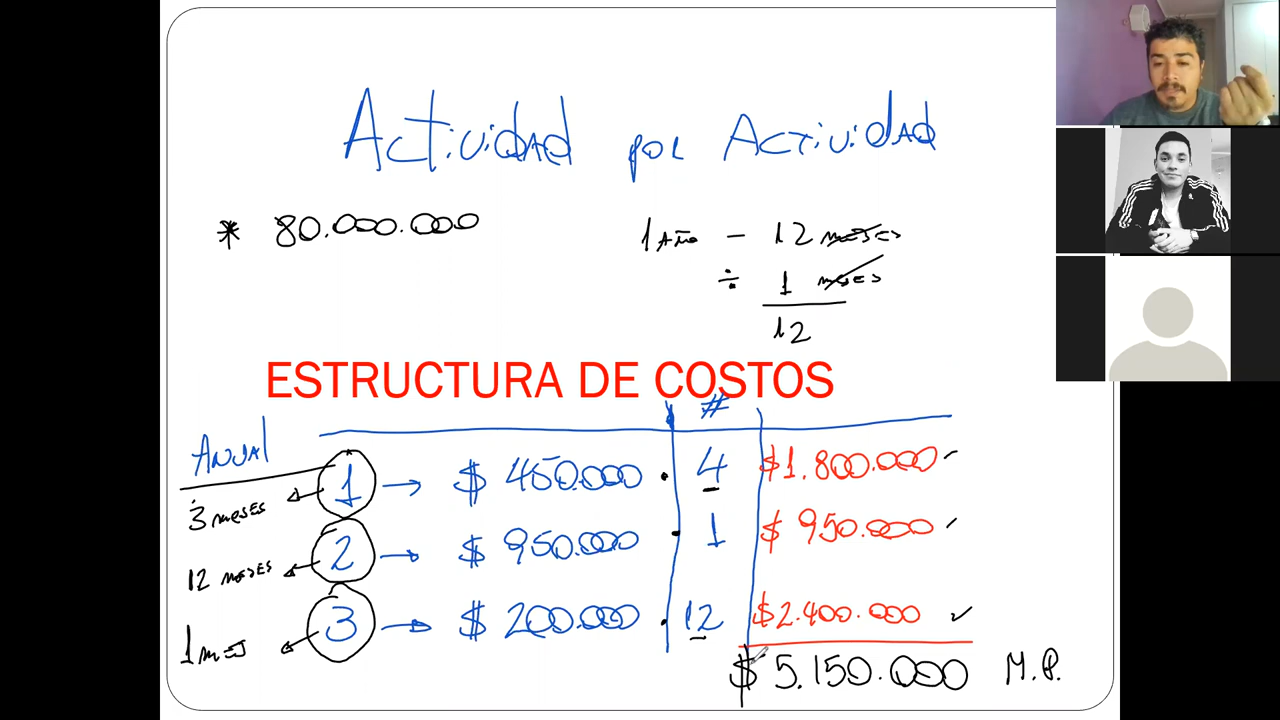 Actividad por Actividad
* 80.000.000
1 Año - 12 meses
÷ 1 meses
12
ESTRUCTURA DE COSTOS
#
Anual
1 → $ 450.000 · 4 $1.800.000 ✓
3 meses
2 → $ 950.000 · 1 $ 950.000 ✓
12 meses
3 → $ 200.000 · 12 $2.400.000 ✓
1 mes
$ 5.150.000 M.P.